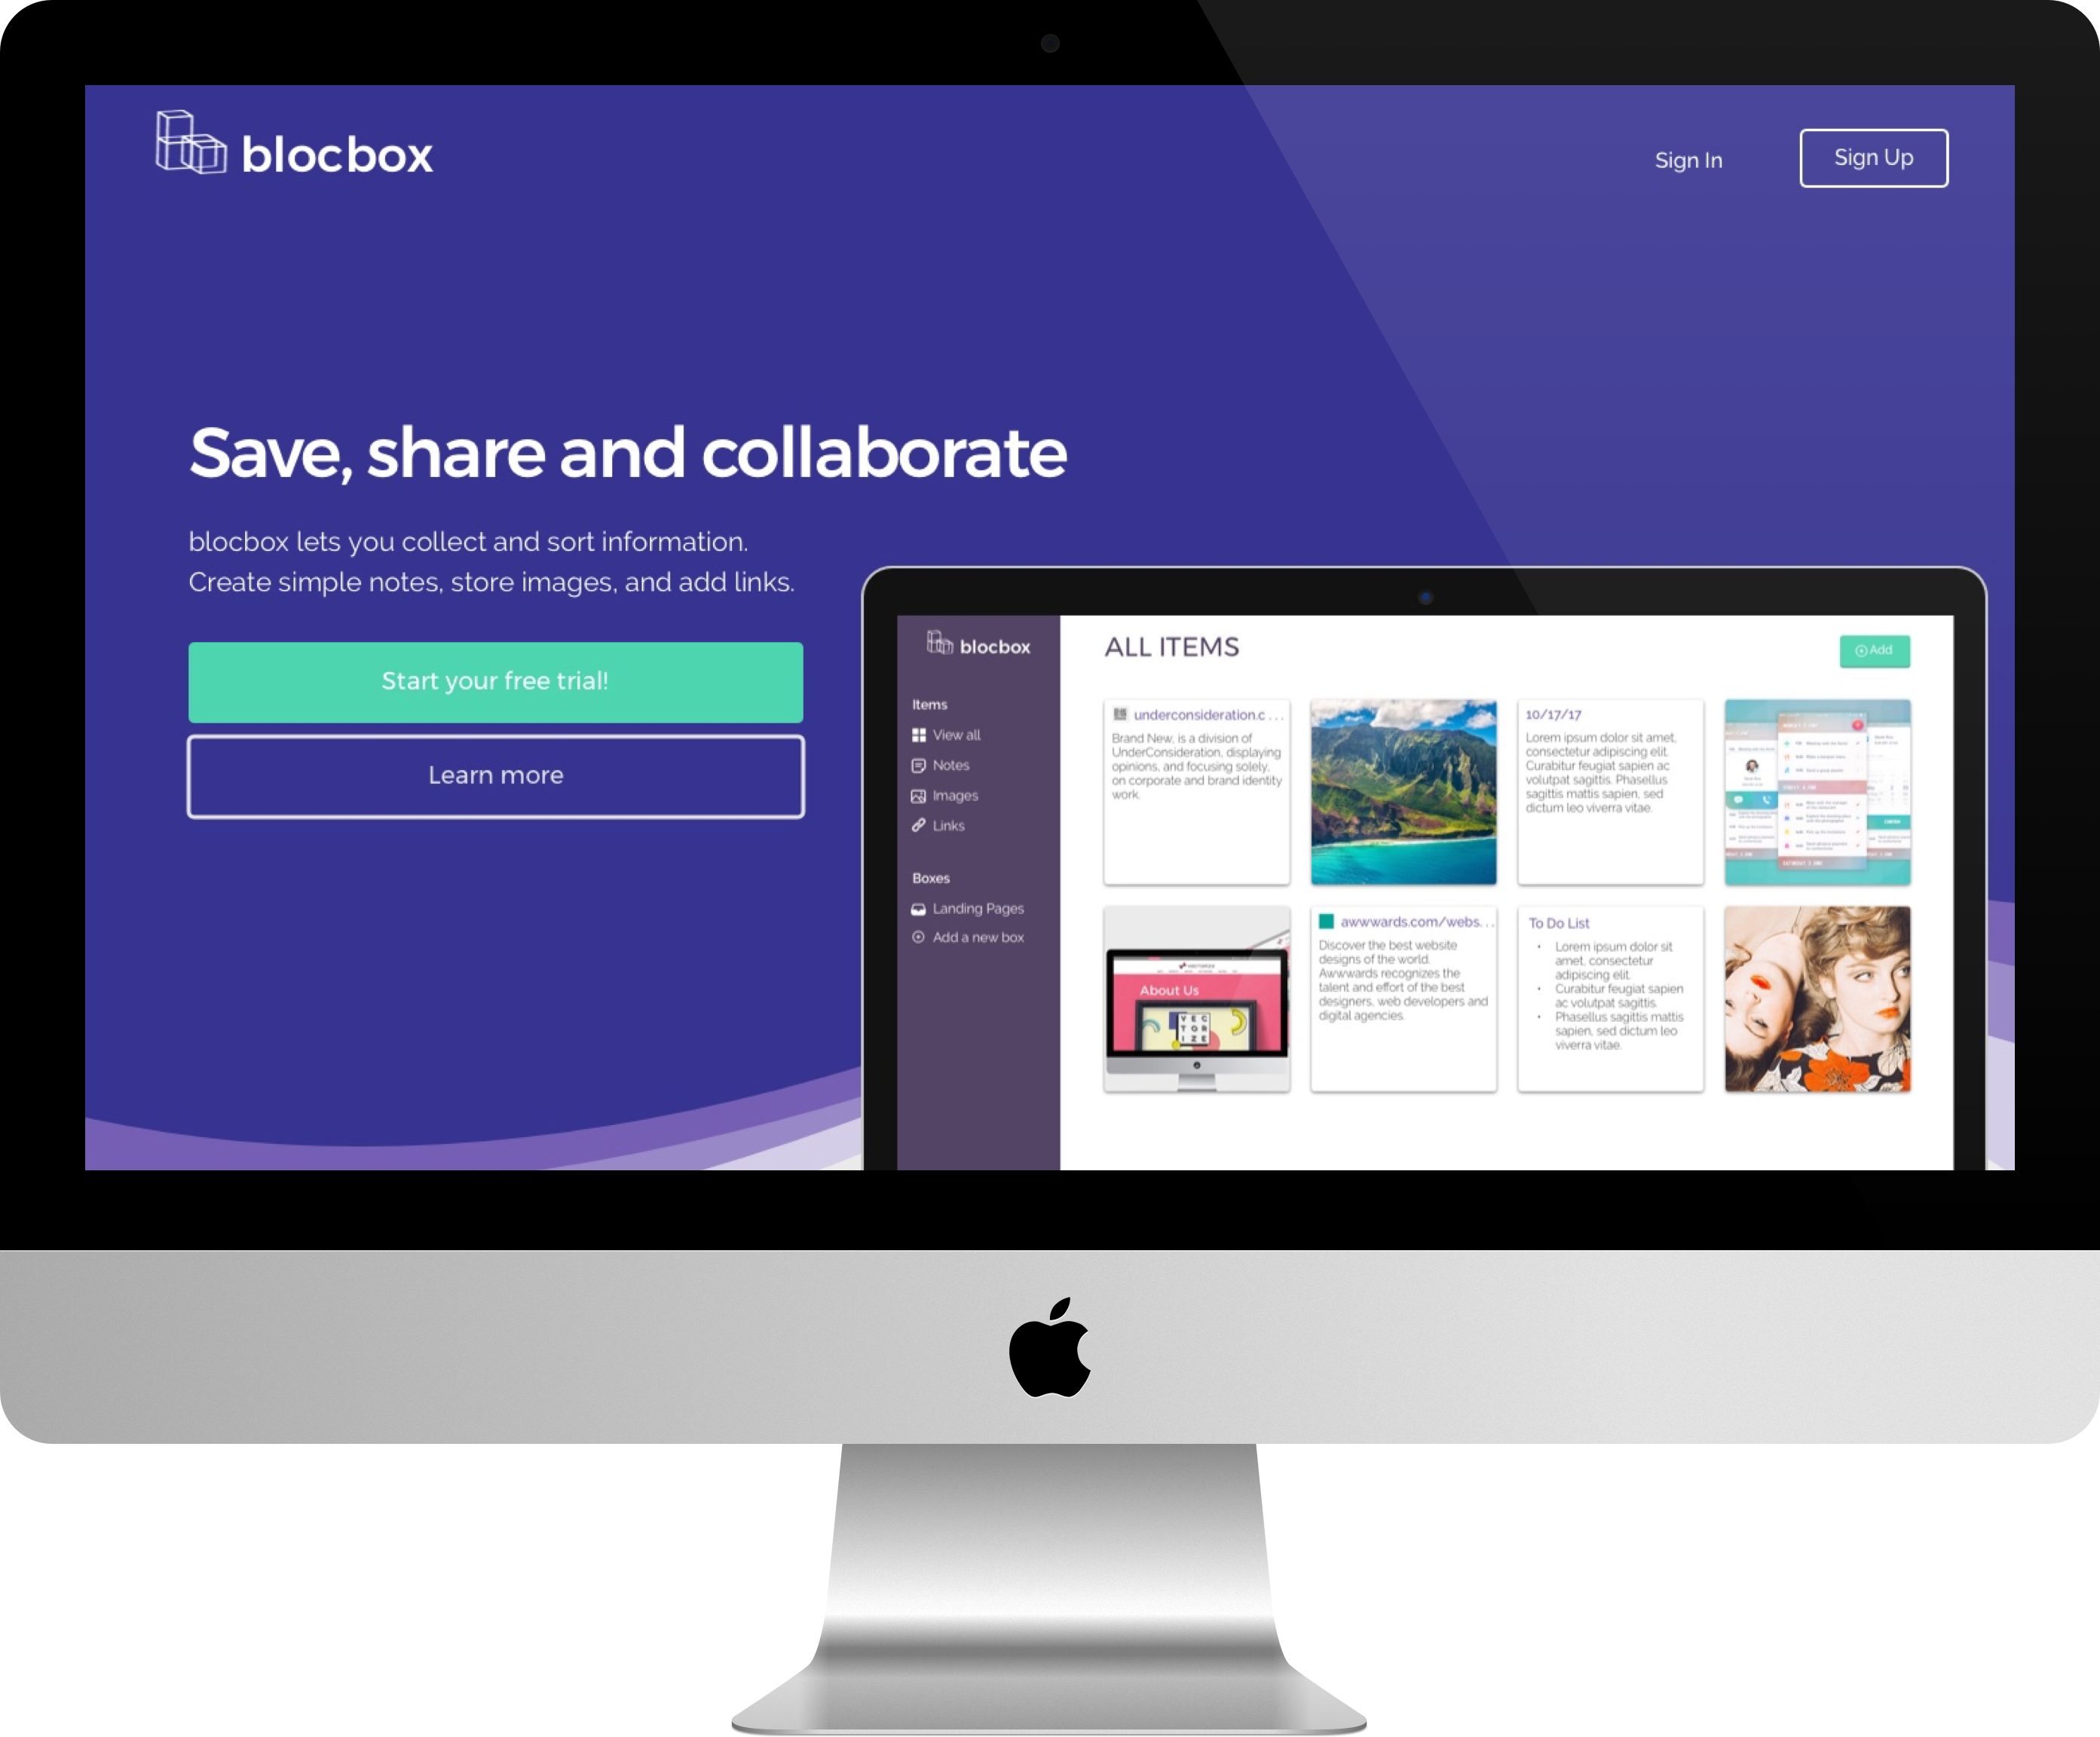 blocbox
Sign In
Sign Up
Save, share and collaborate
blocbox lets you collect and sort information.
Create simple notes, store images, and add links.
Start your free trial!
Learn more
blocbox
Items
View all
Notes
Images
Links
Boxes
Landing Pages
Add a new box
ALL ITEMS
Add
underconsideration.c...
Brand New, is a division of
UnderConsideration, displaying
opinions, and focusing solely,
on corporate and brand identity
work.
10/17/17
Lorem ipsum dolor sit amet,
consectetur adipiscing elit.
Curabitur feugiat sapien ac
volutpat sagittis. Phasellus
sagittis mattis sapien, sed
dictum leo viverra vitae.
About Us
VEC
TOR
IZE
awwwards.com/webs...
Discover the best website
designs of the world.
Awwwards recognizes the
talent and effort of the best
designers, web developers and
digital agencies.
To Do List
• Lorem ipsum dolor sit
amet, consectetur
adipiscing elit.
• Curabitur feugiat sapien
ac volutpat sagittis.
• Phasellus sagittis mattis
sapien, sed dictum leo
viverra vitae.